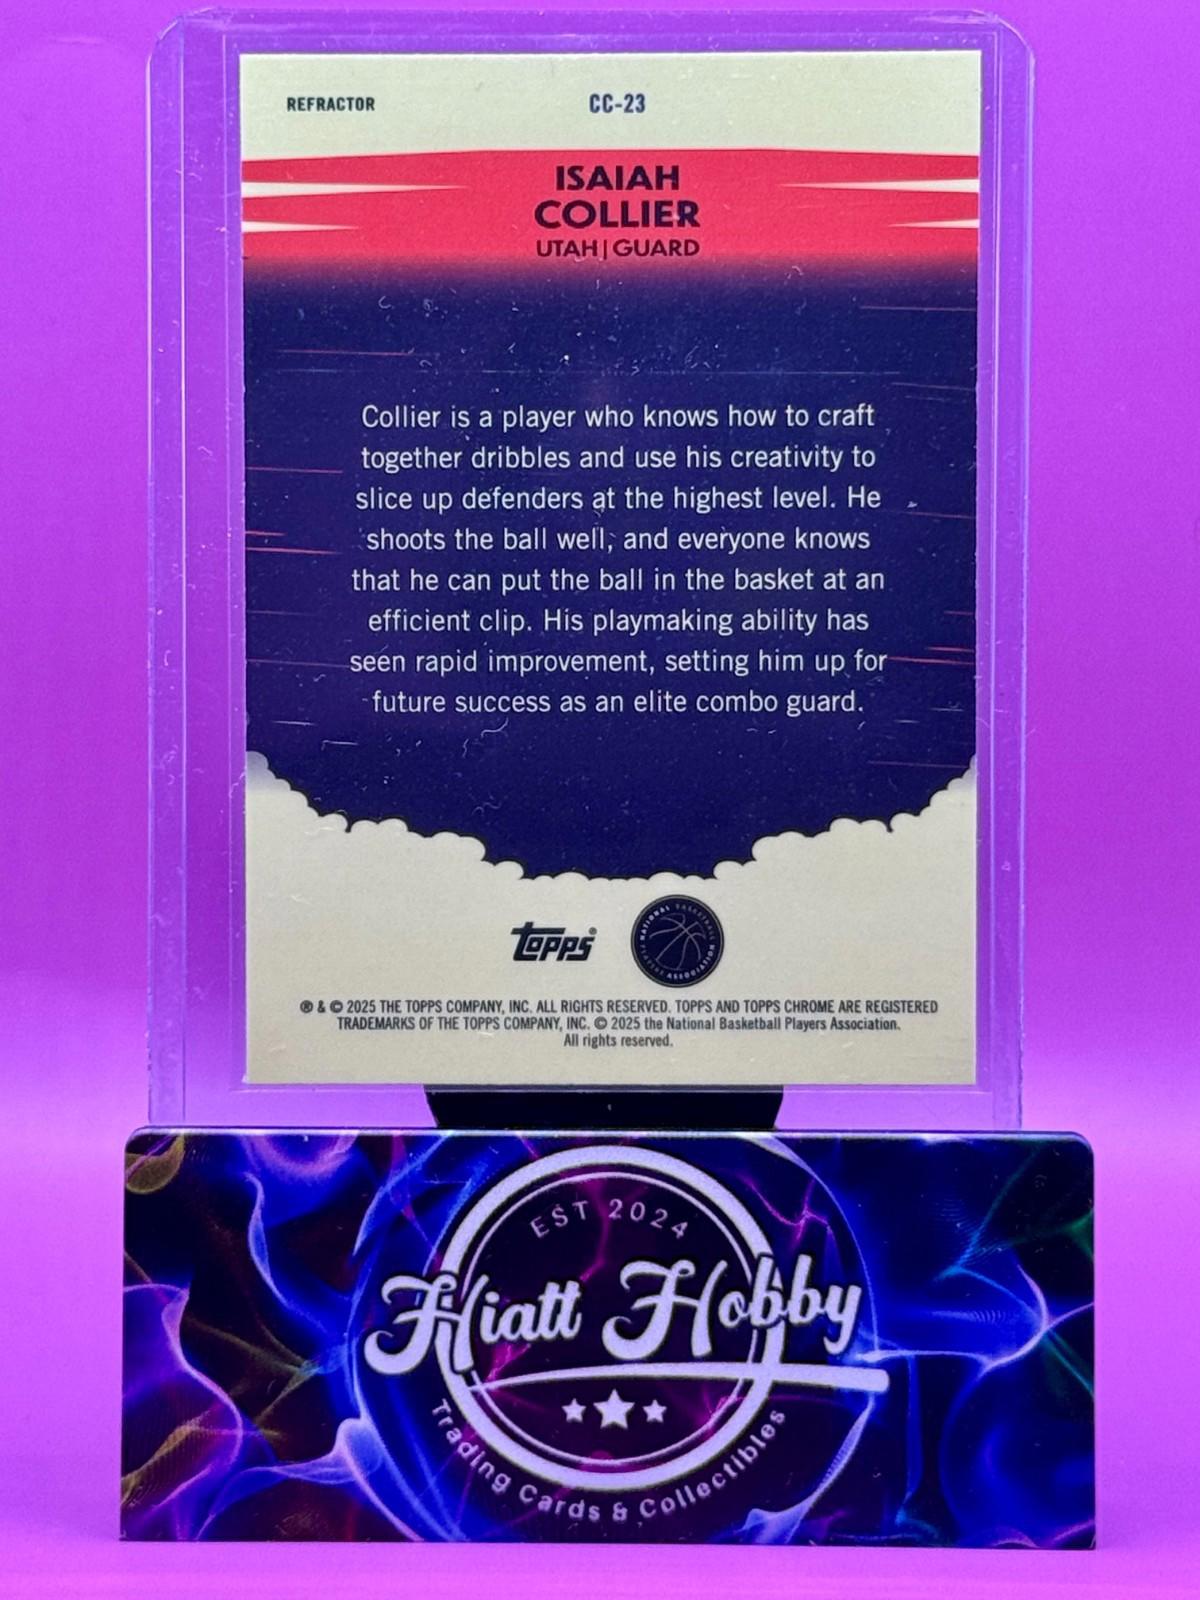 REFRACTOR CC-23
ISAIAH
COLLIER
UTAH | GUARD
Collier is a player who knows how to craft
together dribbles and use his creativity to
slice up defenders at the highest level. He
shoots the ball well, and everyone knows
that he can put the ball in the basket at an
efficient clip. His playmaking ability has
seen rapid improvement, setting him up for
future success as an elite combo guard.
Topps®
NATIONAL BASKETBALL PLAYERS ASSOCIATION
® & © 2025 THE TOPPS COMPANY, INC. ALL RIGHTS RESERVED. TOPPS AND TOPPS CHROME ARE REGISTERED
TRADEMARKS OF THE TOPPS COMPANY, INC. © 2025 the National Basketball Players Association.
All rights reserved.
EST 2024
Hiatt Hobby
Trading Cards & Collectibles